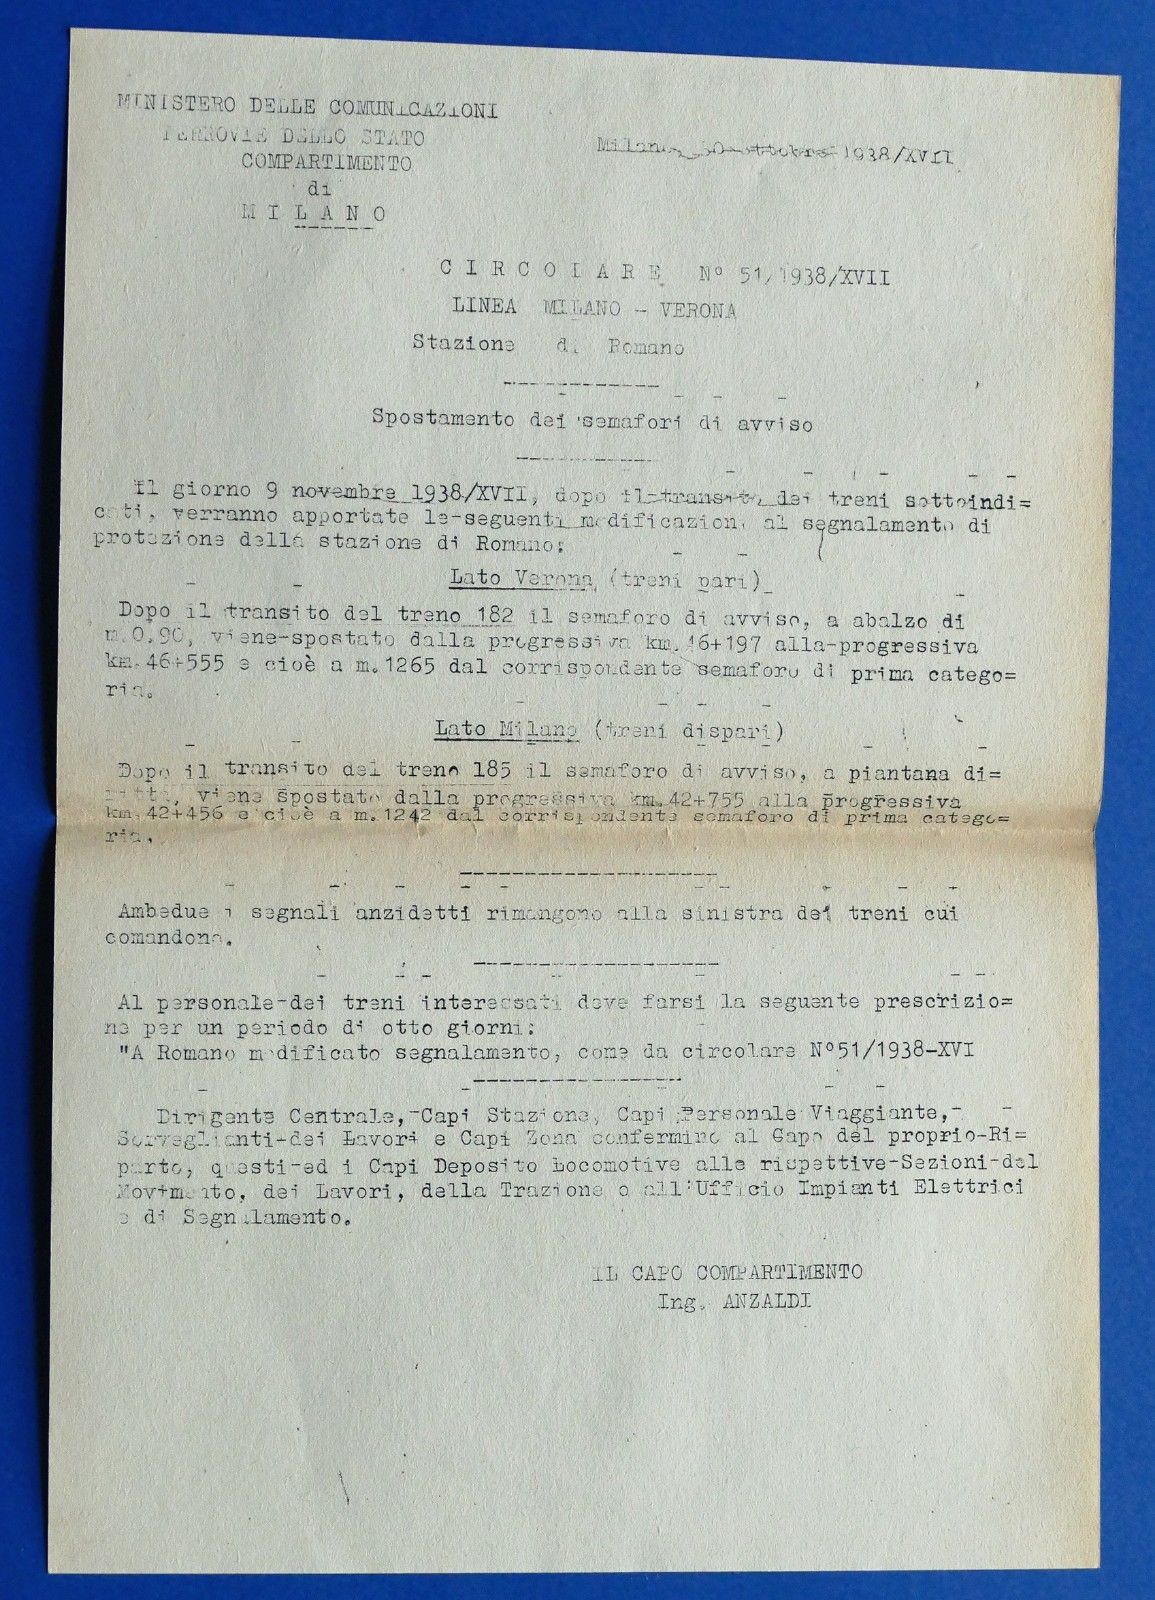 MINISTERO DELLE COMUNICAZIONI
FERROVIE DELLO STATO
COMPARTIMENTO
di
MILANO
Milano, 30 ottobre 1938/XVII
CIRCOLARE N° 51/1938/XVII
LINEA MILANO - VERONA
Stazione di Romano
Spostamento dei semafori di avviso
Il giorno 9 novembre 1938/XVII, dopo il transito dei treni sottoindi=
cati, verranno apportate le seguenti modificazioni al segnalamento di
protezione della stazione di Romano:
Lato Verona (treni pari)
Dopo il transito del treno 182 il semaforo di avviso, a abalzo di
m.0,90, viene spostato dalla progressiva km.46+197 alla progressiva
km.46+555 e cioè a m.1265 dal corrispondente semaforo di prima catego=
ria.
Lato Milano (treni dispari)
Dopo il transito del treno 185 il semaforo di avviso, a piantana di=
ritta, viene spostato dalla progressiva km.42+755 alla progressiva
km.42+456 e cioè a m.1242 dal corrispondente semaforo di prima catego=
ria.
Ambedue i segnali anzidetti rimangono alla sinistra dei treni cui
comandono.
Al personale dei treni interessati deve farsi la seguente prescrizio=
ne per un periodo di otto giorni:
"A Romano modificato segnalamento, come da circolare N°51/1938-XVI
Dirigente Centrale, Capi Stazione, Capi Personale Viaggiante,
Sorveglianti dei Lavori e Capi Zona confermino al Capo del proprio Ri=
parto, questi ed i Capi Deposito Locomotive alle rispettive Sezioni del
Movimento, dei Lavori, della Trazione o all'Ufficio Impianti Elettrici
e di Segnalamento.
IL CAPO COMPARTIMENTO
Ing. ANZALDI